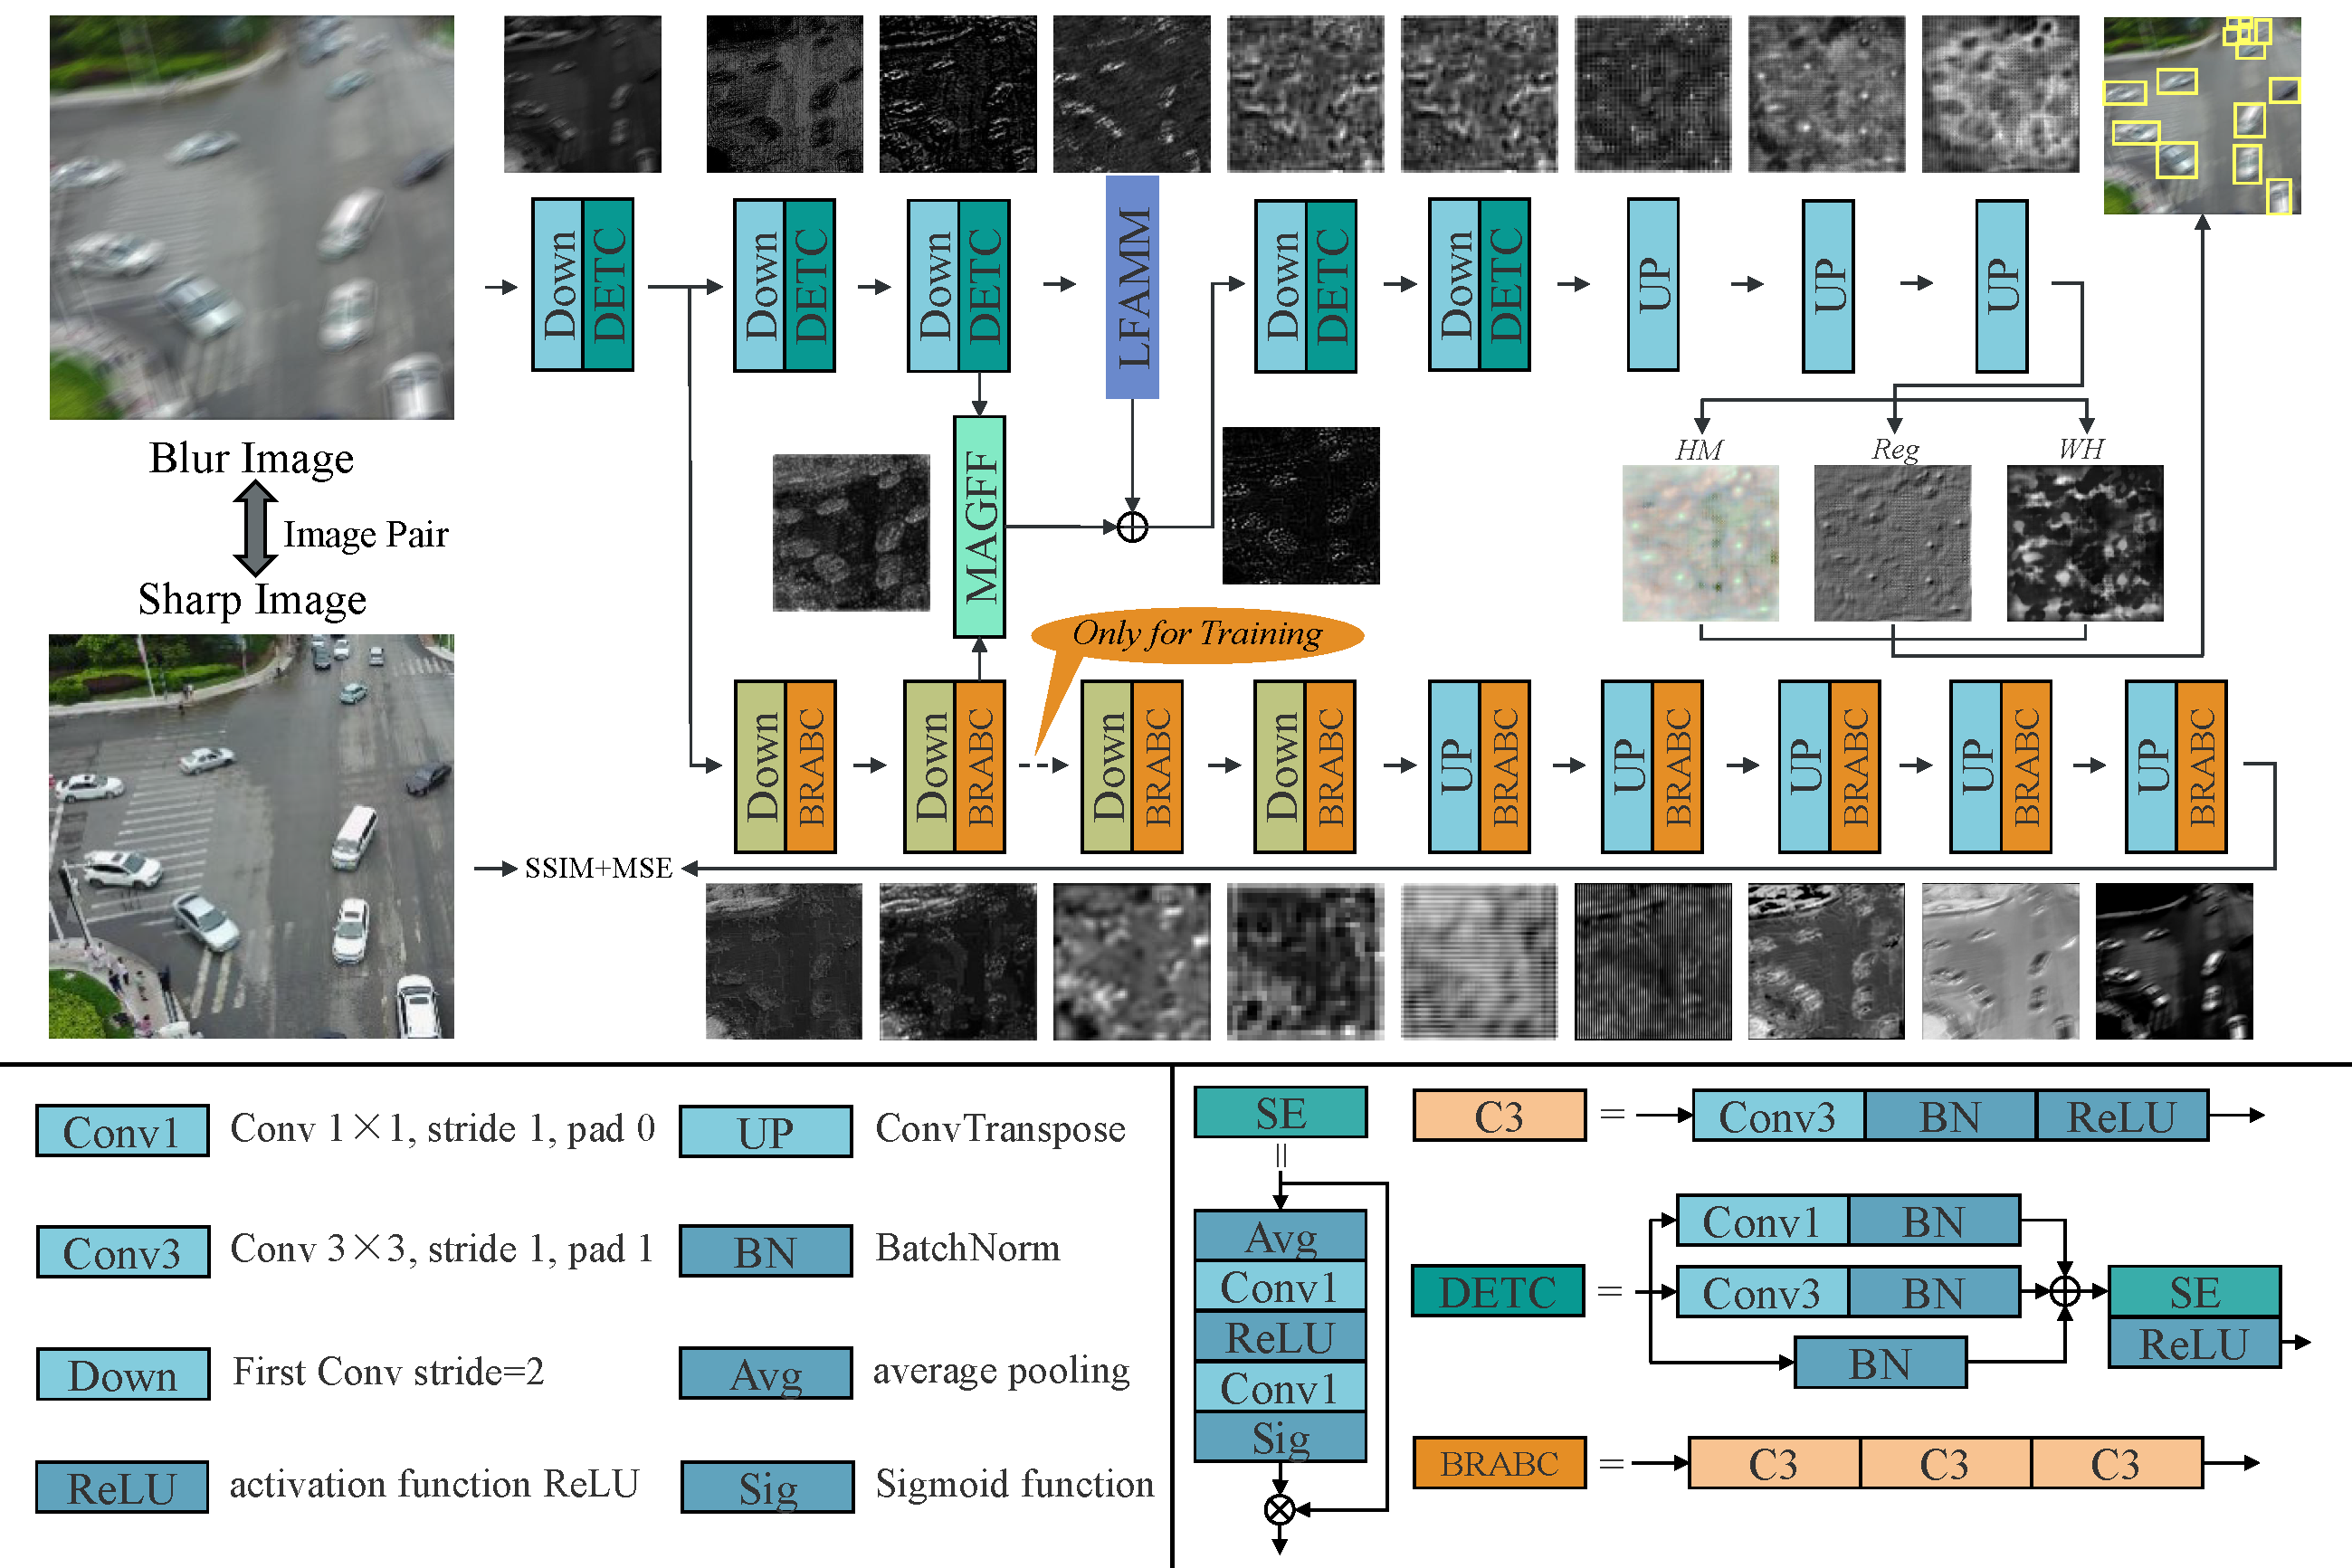 Blur Image
Image Pair
Sharp Image
Down
DETC
Down
DETC
Down
DETC
LFAMM
Down
DETC
Down
DETC
UP
UP
UP
MAGFF
HM
Reg
WH
Only for Training
Down
BRABC
Down
BRABC
Down
BRABC
Down
BRABC
UP
BRABC
UP
BRABC
UP
BRABC
UP
BRABC
UP
BRABC
SSIM+MSE
Conv1
Conv 1×1, stride 1, pad 0
UP
ConvTranspose
Conv3
Conv 3×3, stride 1, pad 1
BN
BatchNorm
Down
First Conv stride=2
Avg
average pooling
ReLU
activation function ReLU
Sig
Sigmoid function
SE
=
Avg
Conv1
ReLU
Conv1
Sig
C3
=
Conv3
BN
ReLU
DETC
=
Conv1
BN
Conv3
BN
BN
SE
ReLU
BRABC
=
C3
C3
C3